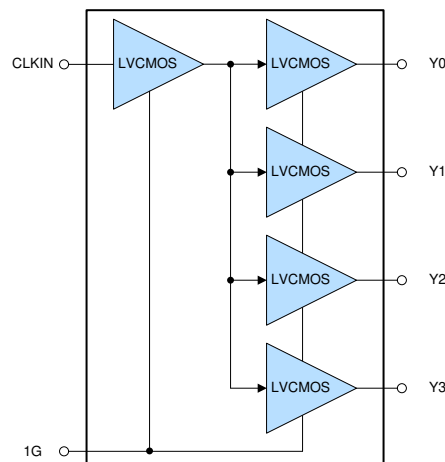 CLKIN
LVCMOS
LVCMOS
Y0
LVCMOS
Y1
LVCMOS
Y2
LVCMOS
Y3
1G